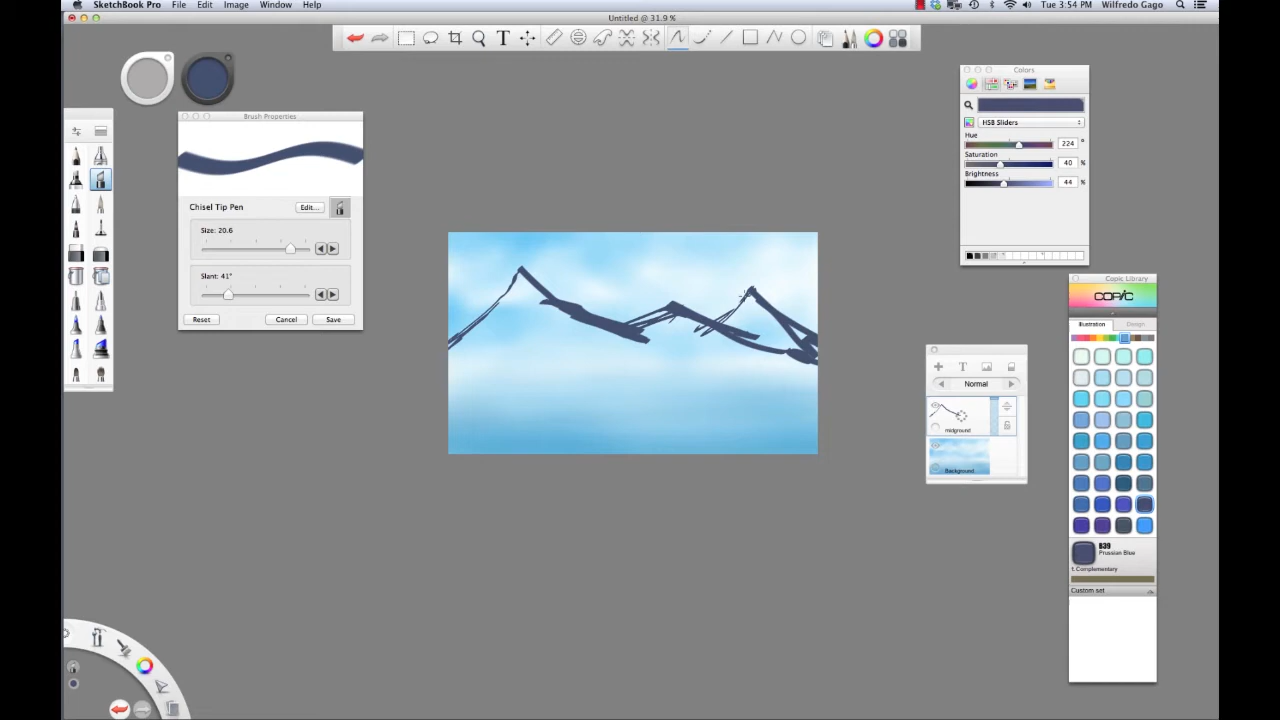 SketchBook Pro File Edit Image Window Help
Tue 3:54 PM Wilfredo Gago
Untitled @ 31.9 %
T
Brush Properties
Chisel Tip Pen Edit...
Size: 20.6
Slant: 41°
Reset Cancel Save
Colors
HSB Sliders
Hue
224 °
Saturation
40 %
Brightness
44 %
Copic Library
COPIC
Illustration Design
B39
Prussian Blue
t.Complementary
Custom set
T
Normal
midground
Background